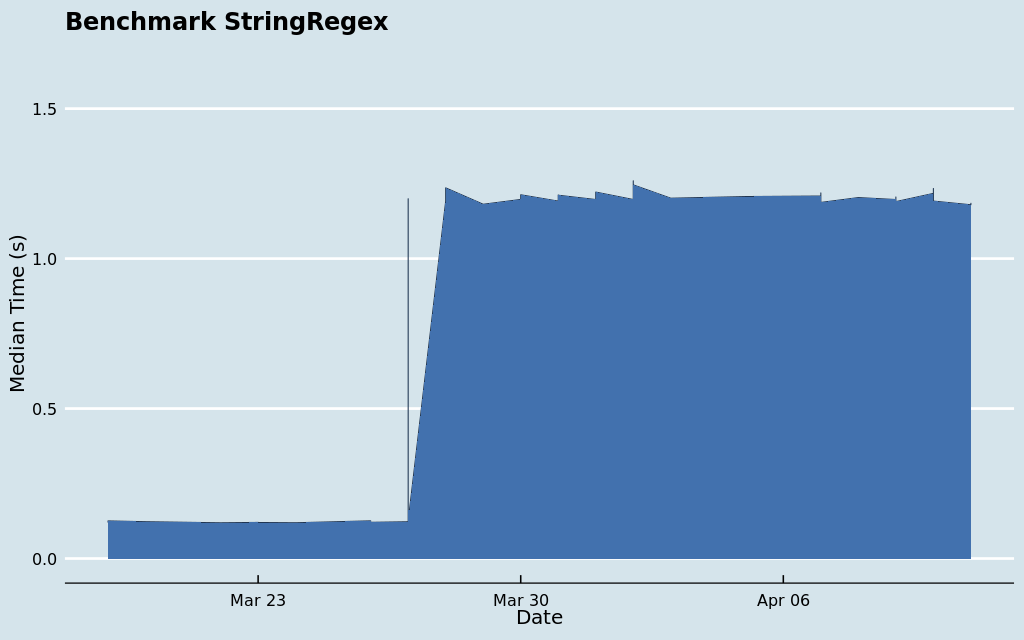 Benchmark StringRegex
1.5
1.0
0.5
0.0
Median Time (s)
Mar 23
Mar 30
Apr 06
Date